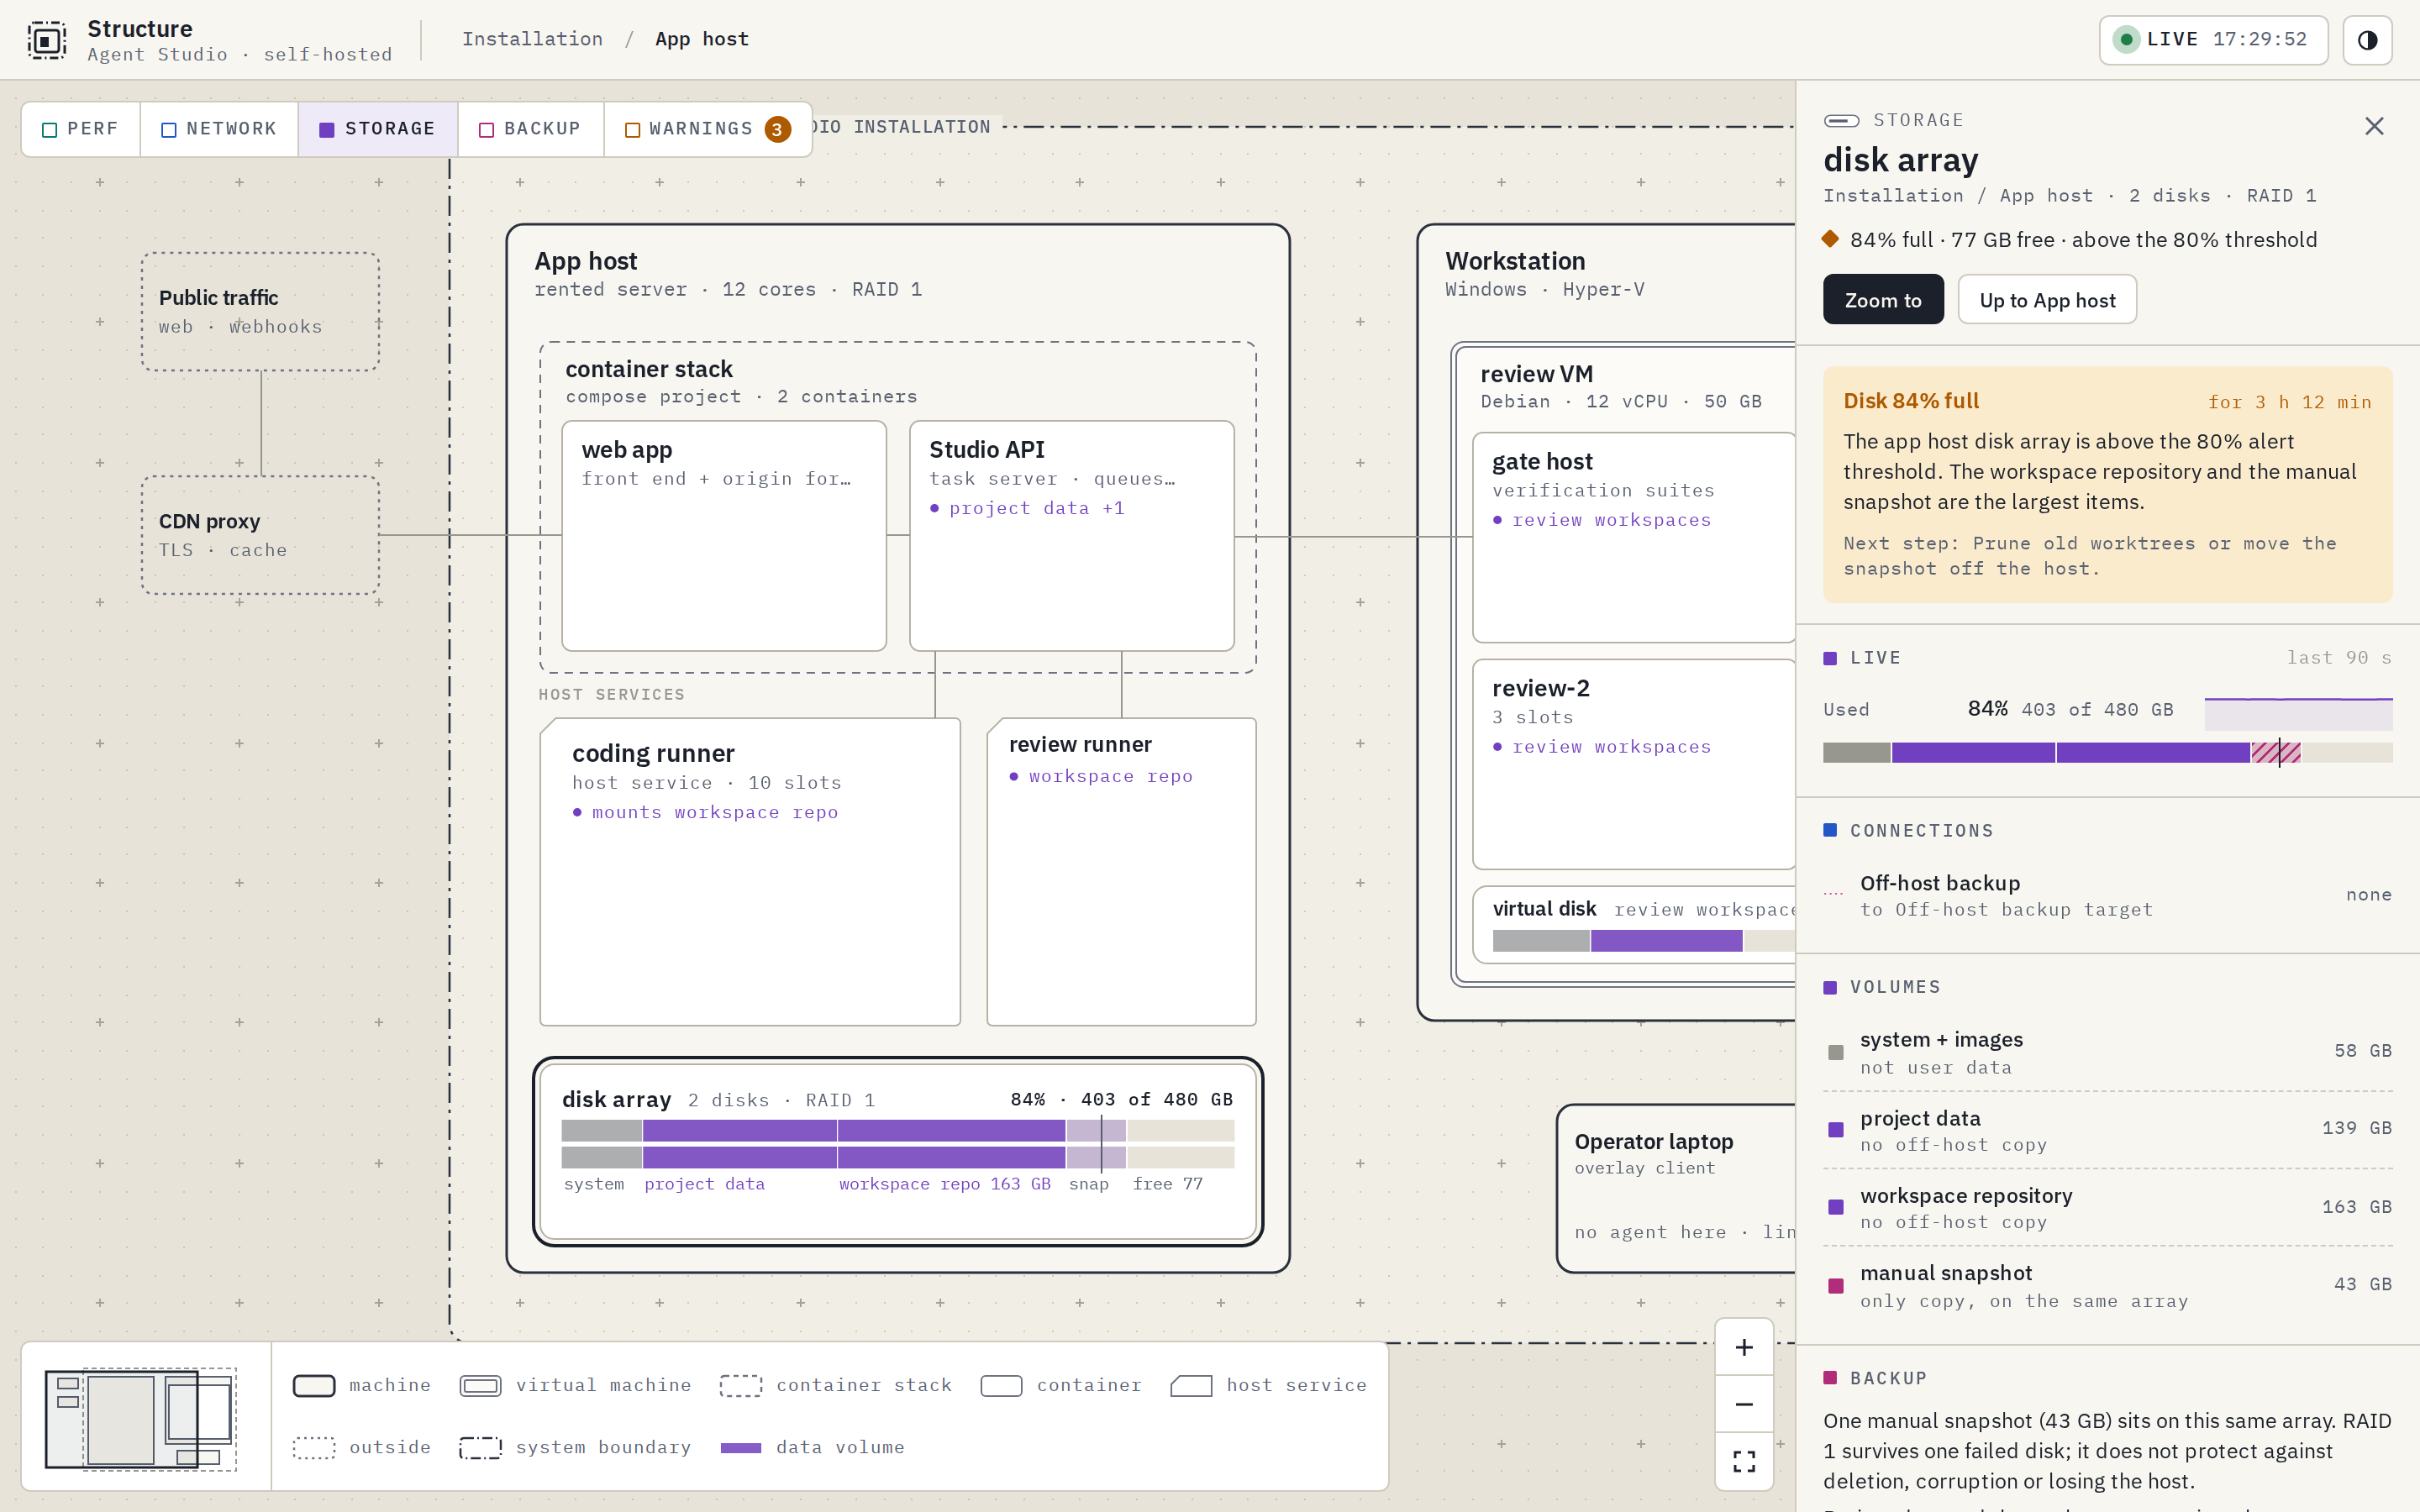 Structure
Agent Studio · self-hosted
Installation / App host
LIVE 17:29:52
PERF
NETWORK
STORAGE
BACKUP
WARNINGS 3
INSTALLATION
Public traffic
web · webhooks
CDN proxy
TLS · cache
App host
rented server · 12 cores · RAID 1
container stack
compose project · 2 containers
web app
front end + origin for…
Studio API
task server · queues…
project data +1
HOST SERVICES
coding runner
host service · 10 slots
mounts workspace repo
review runner
workspace repo
disk array 2 disks · RAID 1 84% · 403 of 480 GB
system project data workspace repo 163 GB snap free 77
Workstation
Windows · Hyper-V
review VM
Debian · 12 vCPU · 50 GB
gate host
verification suites
review workspaces
review-2
3 slots
review workspaces
virtual disk review workspace
Operator laptop
overlay client
no agent here · lin
machine
virtual machine
container stack
container
host service
outside
system boundary
data volume
STORAGE
disk array
Installation / App host · 2 disks · RAID 1
84% full · 77 GB free · above the 80% threshold
Zoom to
Up to App host
Disk 84% full for 3 h 12 min
The app host disk array is above the 80% alert
threshold. The workspace repository and the manual
snapshot are the largest items.
Next step: Prune old worktrees or move the
snapshot off the host.
LIVE last 90 s
Used 84% 403 of 480 GB
CONNECTIONS
Off-host backup
to Off-host backup target
none
VOLUMES
system + images
not user data
58 GB
project data
no off-host copy
139 GB
workspace repository
no off-host copy
163 GB
manual snapshot
only copy, on the same array
43 GB
BACKUP
One manual snapshot (43 GB) sits on this same array. RAID
1 survives one failed disk; it does not protect against
deletion, corruption or losing the host.